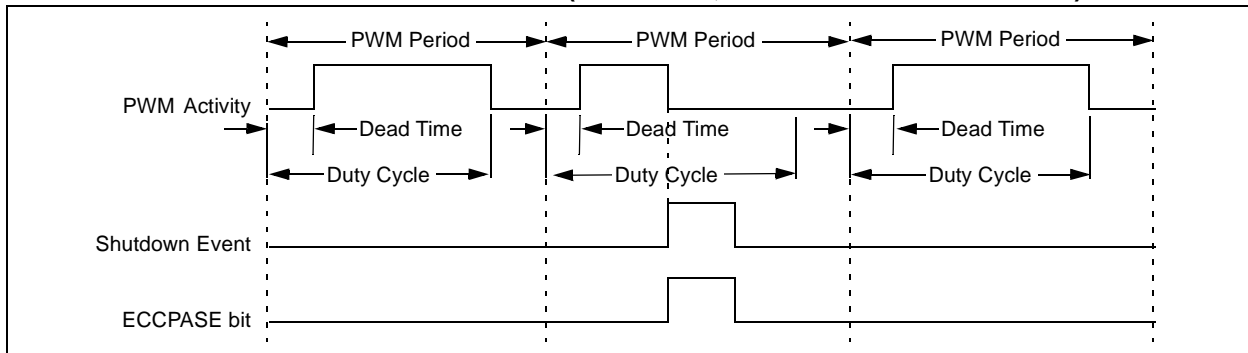 PWM Period PWM Period PWM Period
PWM Activity
Dead Time Dead Time Dead Time
Duty Cycle Duty Cycle Duty Cycle
Shutdown Event
ECCPASE bit